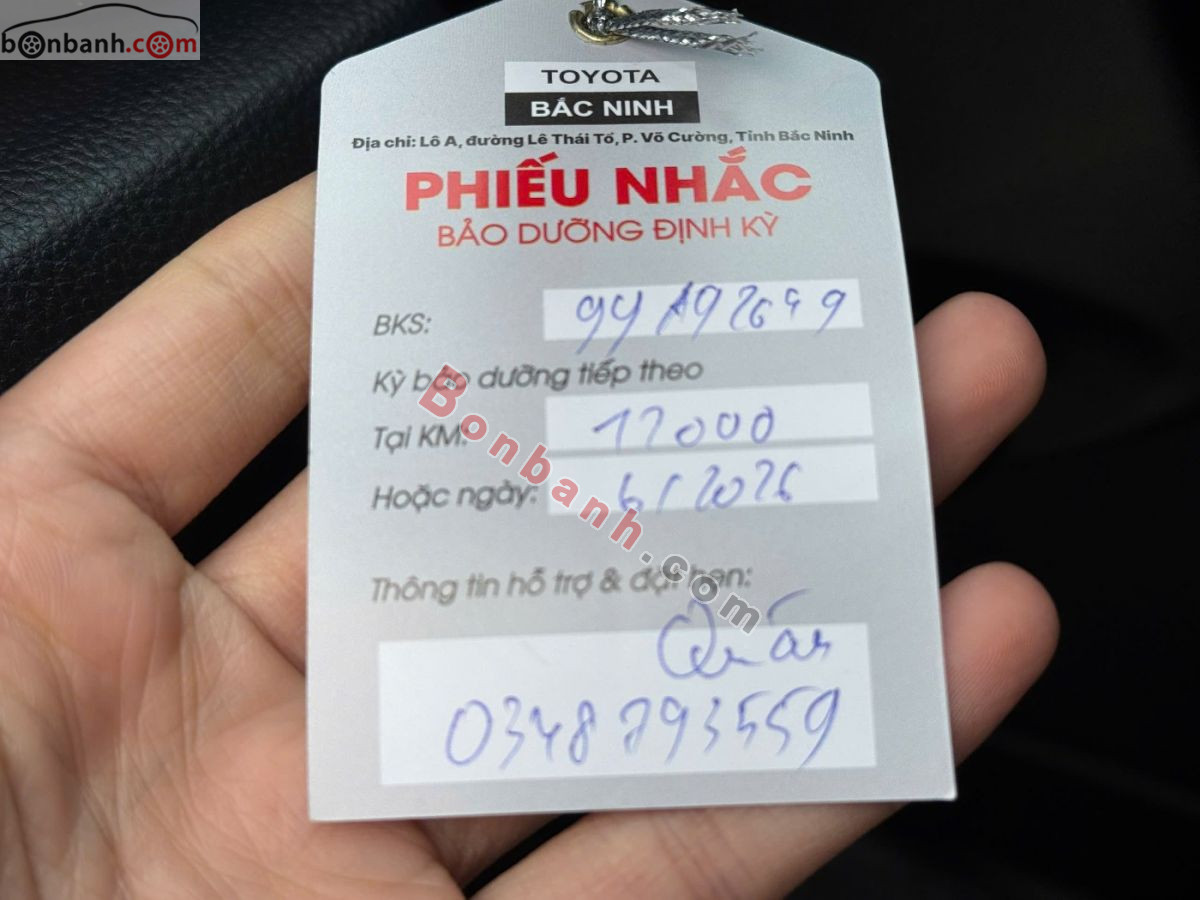 bonbanh.com
TOYOTA
BẮC NINH
Địa chỉ: Lô A, đường Lê Thái Tổ, P. Võ Cường, Tỉnh Bắc Ninh
PHIẾU NHẮC
BẢO DƯỠNG ĐỊNH KỲ
BKS:
Kỳ bảo dưỡng tiếp theo
Tại KM:
Hoặc ngày: 6/2026
Thông tin hỗ trợ & đặt hẹn:
Bonbanh.com